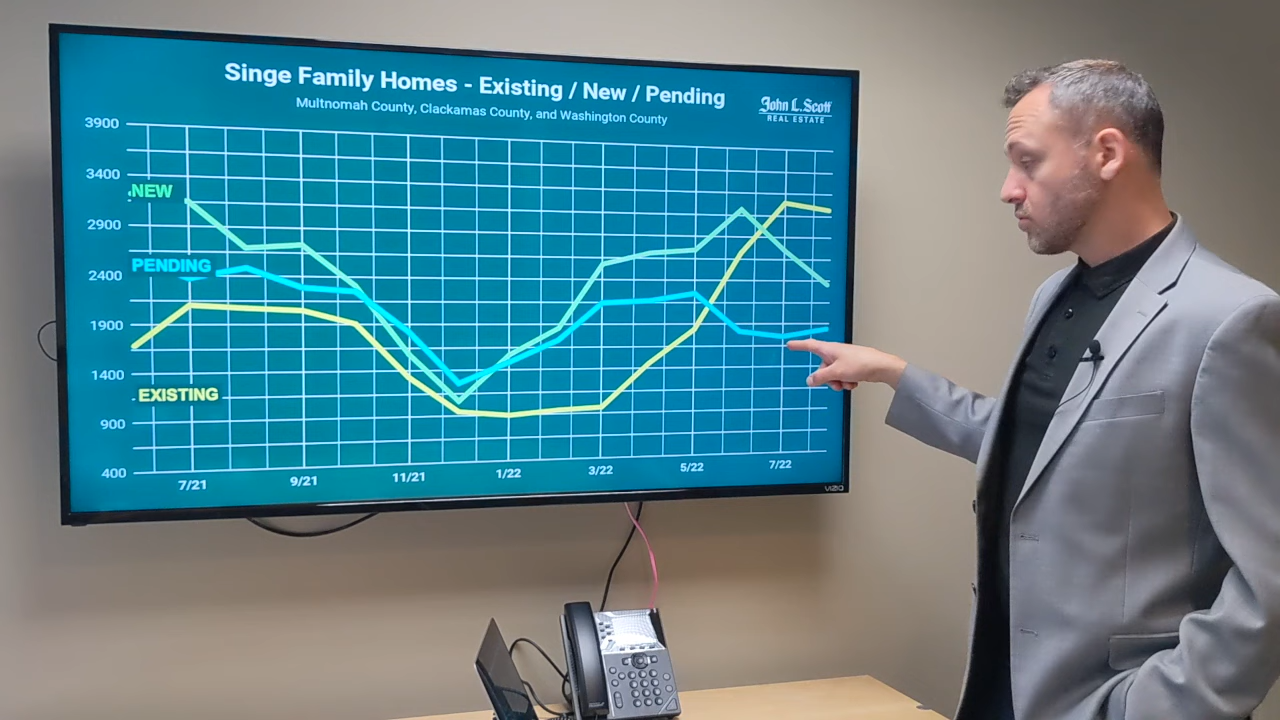 Singe Family Homes - Existing / New / Pending
Multnomah County, Clackamas County, and Washington County
John L. Scott
REAL ESTATE
3900
3400
NEW
2900
PENDING
2400
1900
1400
EXISTING
900
400
7/21 9/21 11/21 1/22 3/22 5/22 7/22
VIZIO